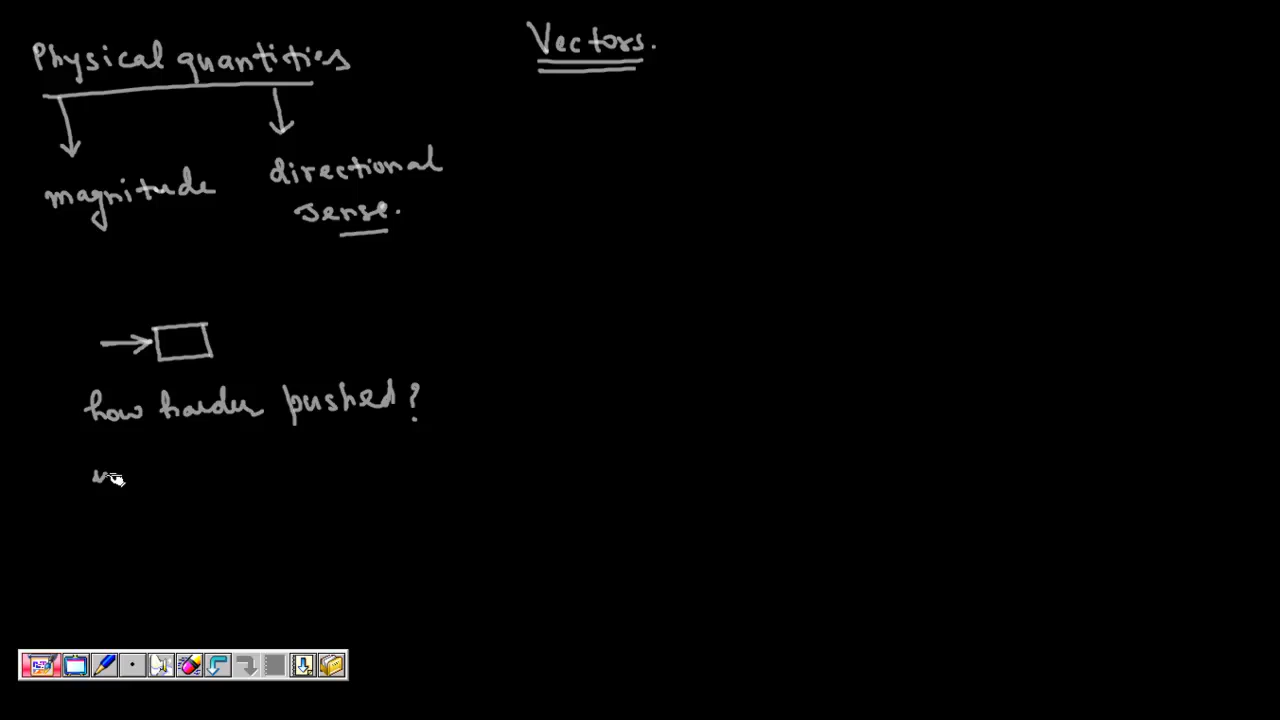 Vectors.
Physical quantities
magnitude
directional
sense.
how harder pushed?